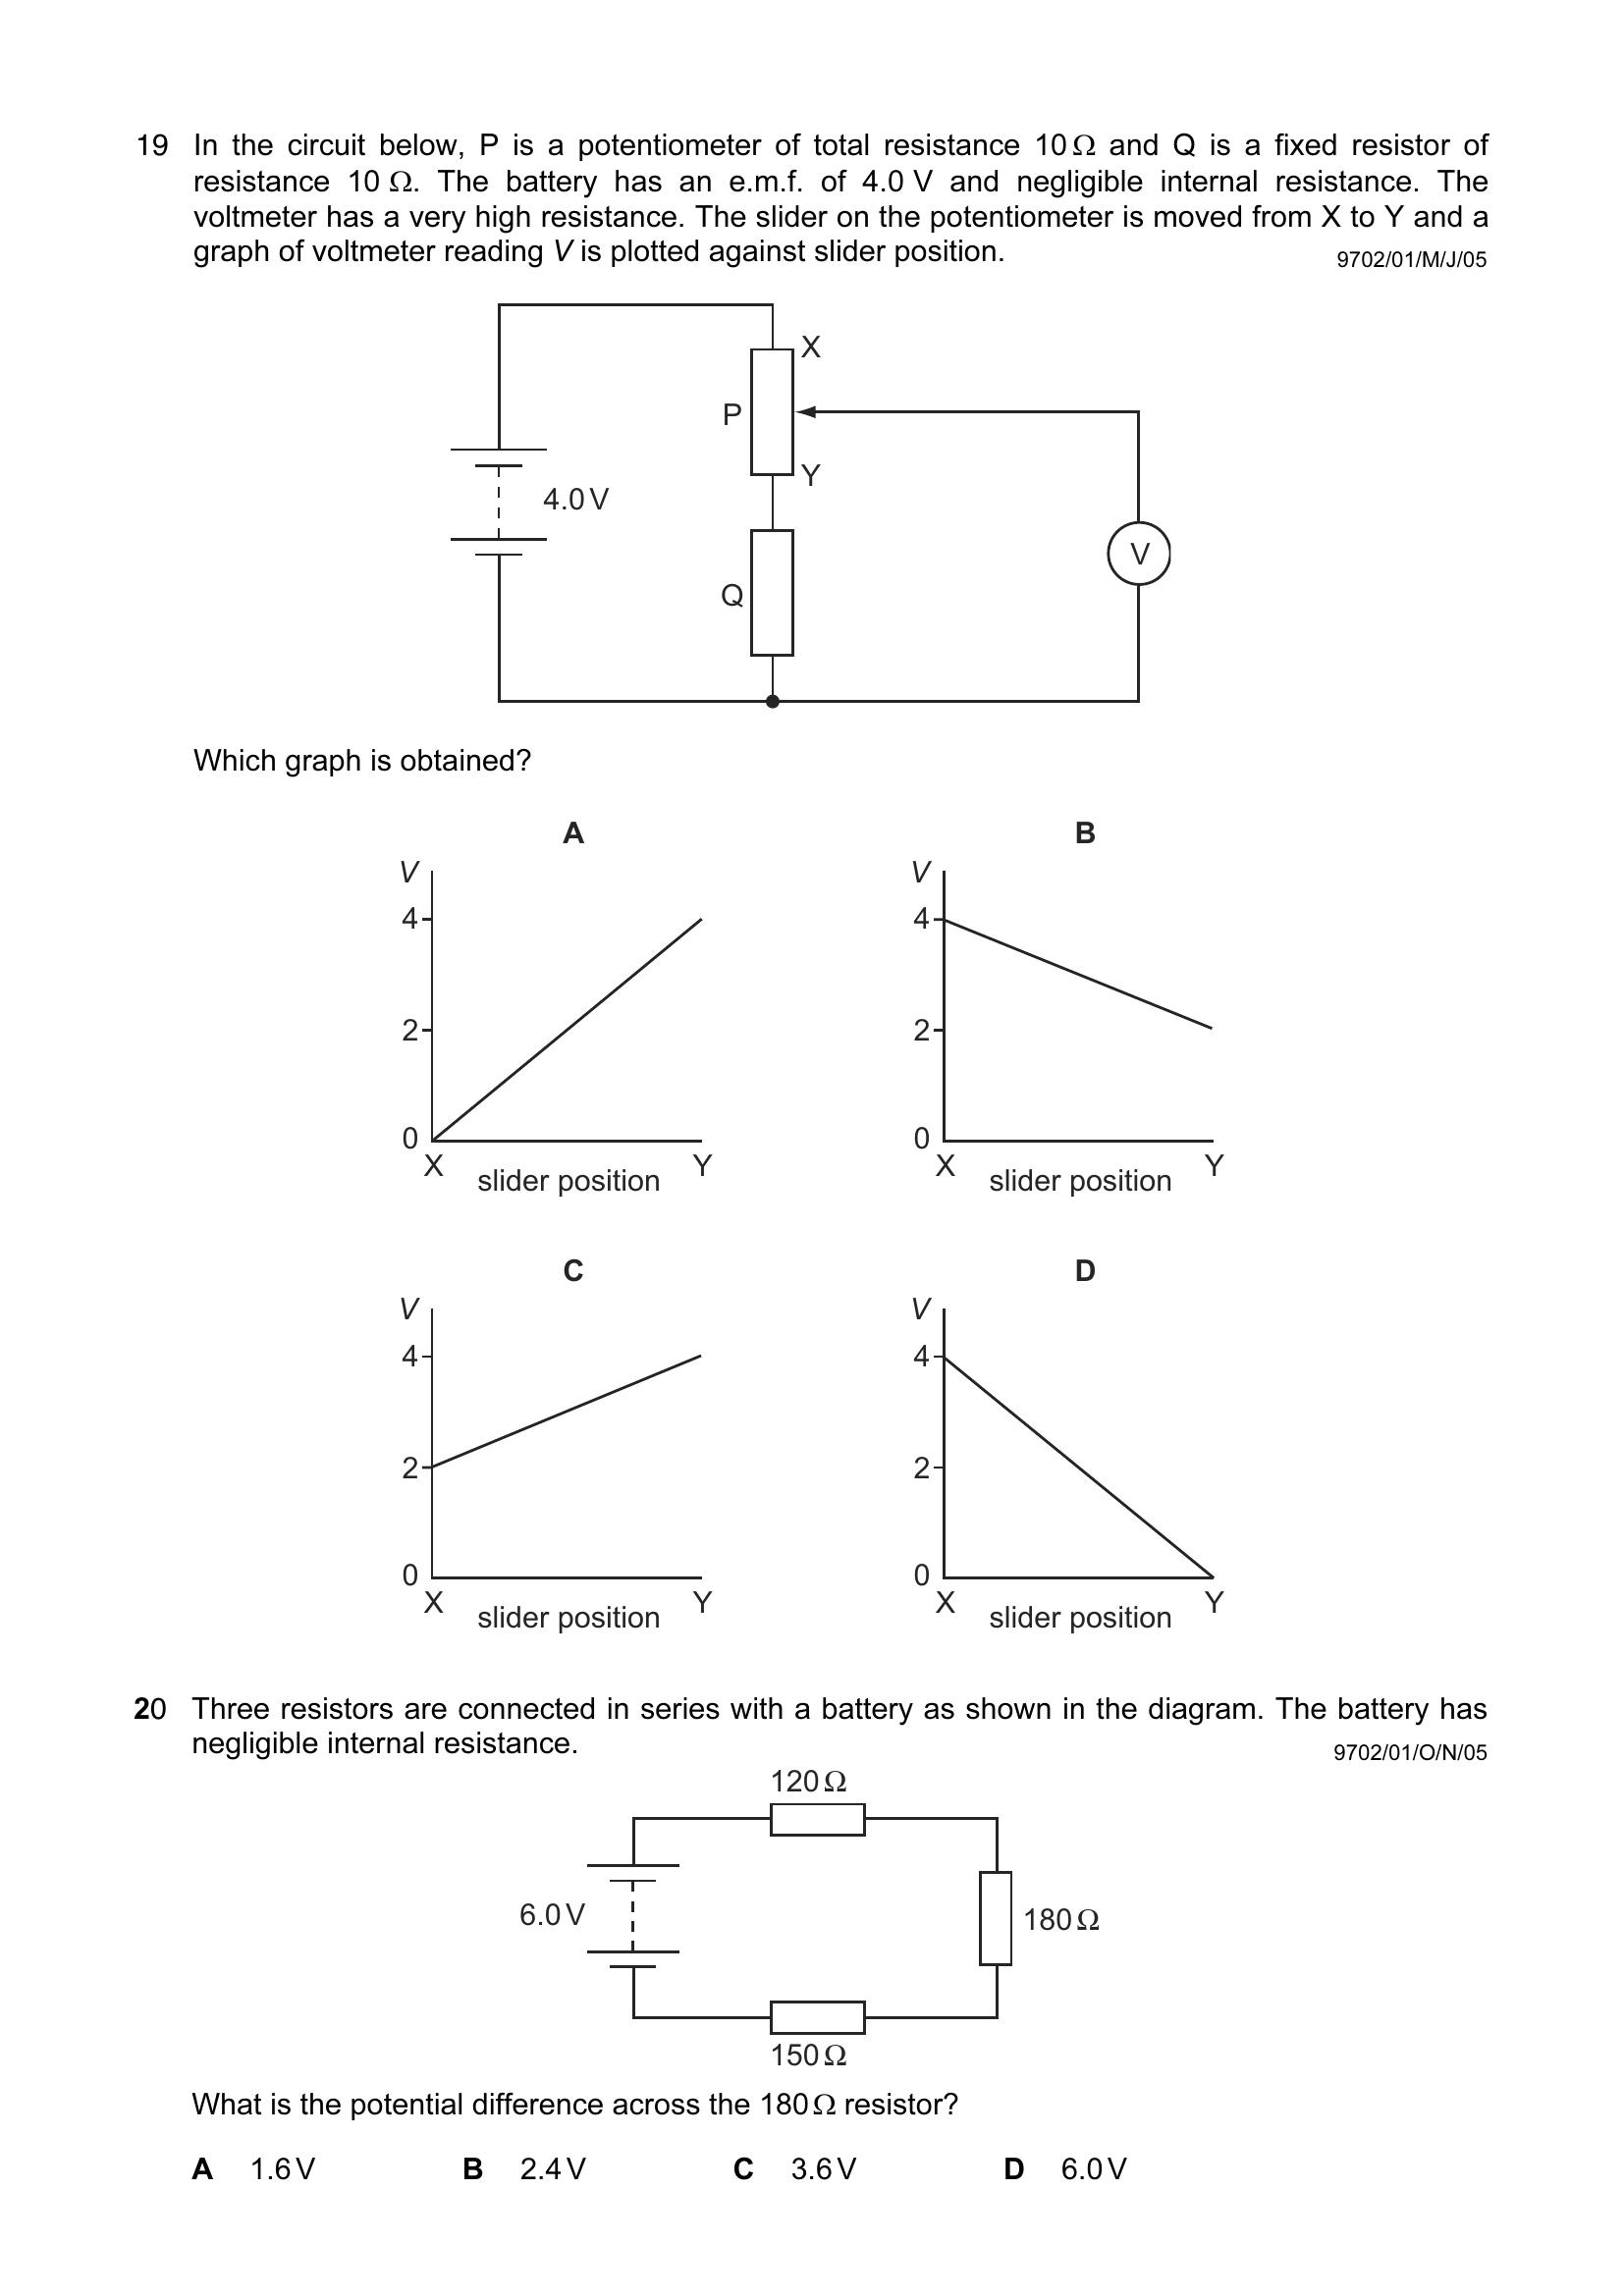 19 In the circuit below, P is a potentiometer of total resistance 10 Ω and Q is a fixed resistor of
resistance 10 Ω. The battery has an e.m.f. of 4.0 V and negligible internal resistance. The
voltmeter has a very high resistance. The slider on the potentiometer is moved from X to Y and a
graph of voltmeter reading V is plotted against slider position.
9702/01/M/J/05
X
P
Y
4.0 V
V
Q
Which graph is obtained?
A
B
V
V
4
4
2
2
0
0
X slider position Y
X slider position Y
C
D
V
V
4
4
2
2
0
0
X slider position Y
X slider position Y
20 Three resistors are connected in series with a battery as shown in the diagram. The battery has
negligible internal resistance.
9702/01/O/N/05
120 Ω
6.0 V
180 Ω
150 Ω
What is the potential difference across the 180 Ω resistor?
A 1.6 V B 2.4 V C 3.6 V D 6.0 V